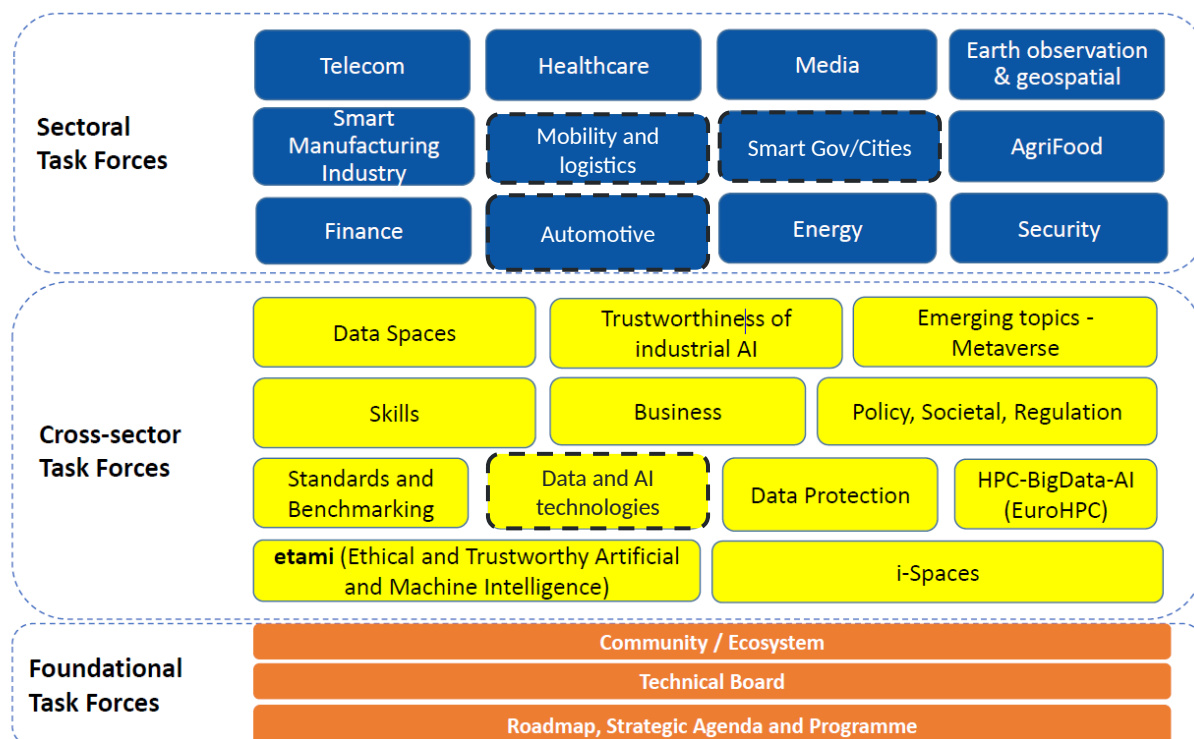 Sectoral
Task Forces
Telecom
Healthcare
Media
Earth observation
& geospatial
Smart
Manufacturing
Industry
Mobility and
logistics
Smart Gov/Cities
AgriFood
Finance
Automotive
Energy
Security
Cross-sector
Task Forces
Data Spaces
Trustworthiness of
industrial AI
Emerging topics -
Metaverse
Skills
Business
Policy, Societal, Regulation
Standards and
Benchmarking
Data and AI
technologies
Data Protection
HPC-BigData-AI
(EuroHPC)
etami (Ethical and Trustworthy Artificial
and Machine Intelligence)
i-Spaces
Foundational
Task Forces
Community / Ecosystem
Technical Board
Roadmap, Strategic Agenda and Programme